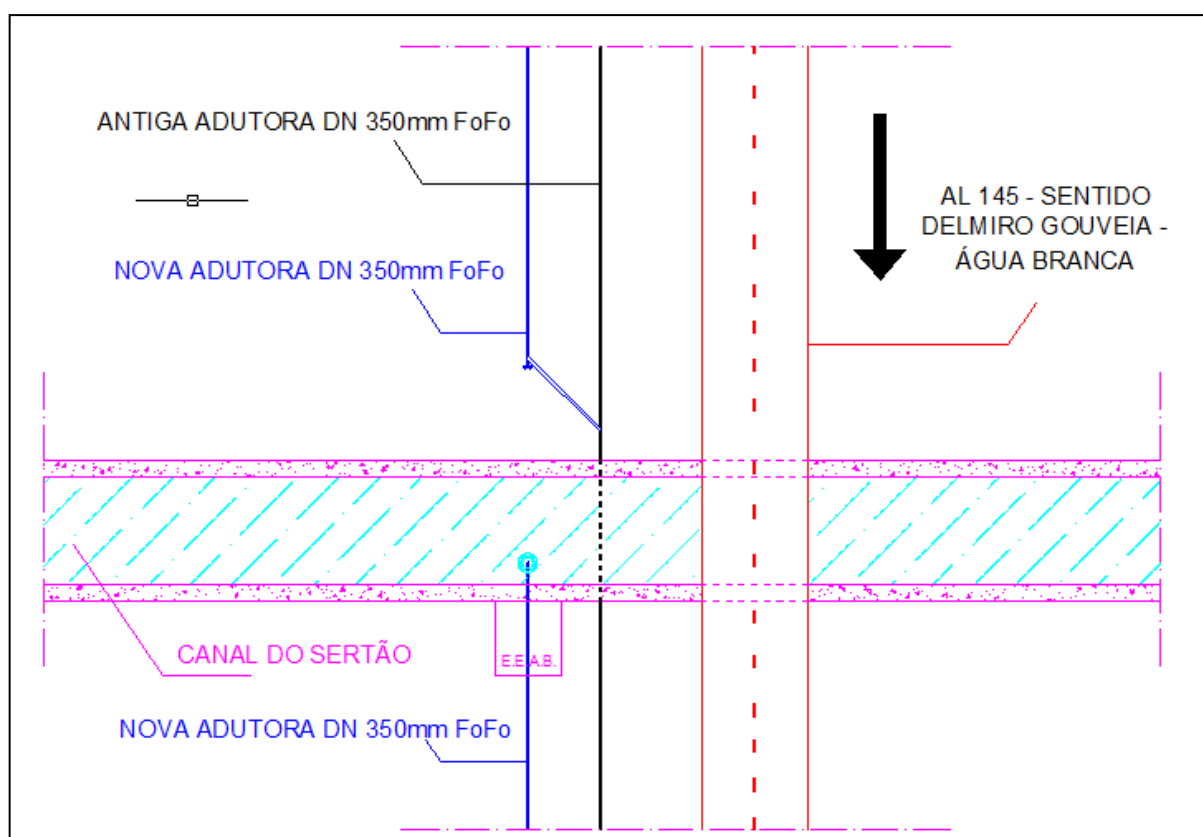 ANTIGA ADUTORA DN 350mm FoFo
AL 145 - SENTIDO
DELMIRO GOUVEIA -
ÁGUA BRANCA
NOVA ADUTORA DN 350mm FoFo
CANAL DO SERTÃO
E.E.A.B.
NOVA ADUTORA DN 350mm FoFo